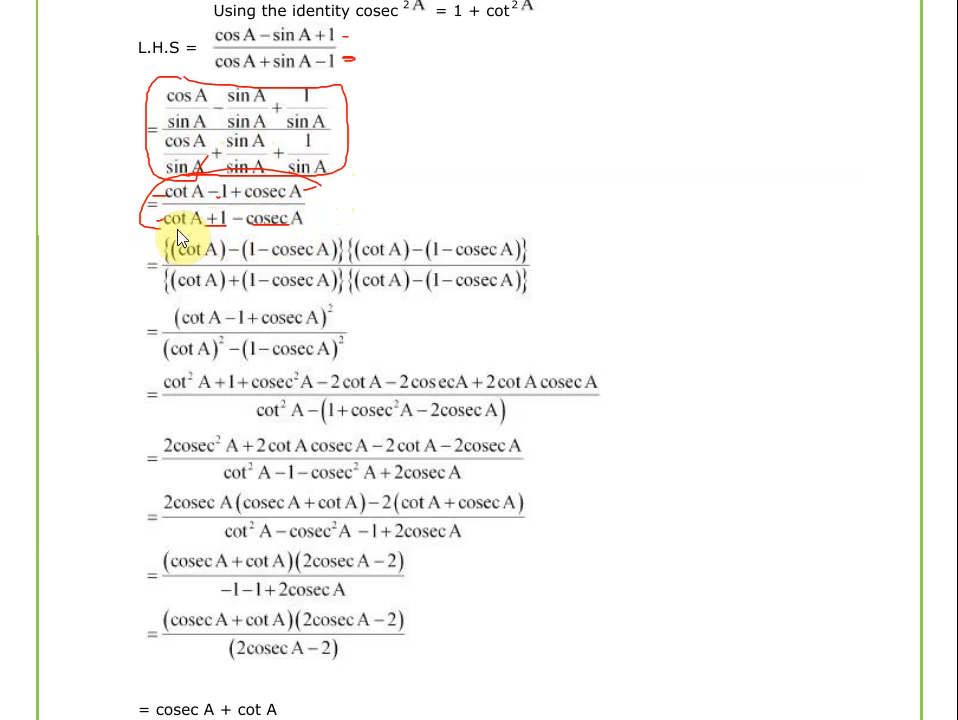 Using the identity cosec ² A = 1 + cot² A
L.H.S = (cos A − sin A + 1)/(cos A + sin A − 1)
= (cos A/sin A − sin A/sin A + 1/sin A)/(cos A/sin A + sin A/sin A + 1/sin A)
= (cot A − 1 + cosec A)/(cot A + 1 − cosec A)
= {(cot A) − (1 − cosec A)}{(cot A) − (1 − cosec A)}/{(cot A) + (1 − cosec A)}{(cot A) − (1 − cosec A)}
= (cot A − 1 + cosec A)²/(cot A)² − (1 − cosec A)²
= cot² A + 1 + cosec² A − 2 cot A − 2 cosecA + 2 cot A cosec A/cot² A − (1 + cosec² A − 2cosec A)
= 2cosec² A + 2 cot A cosec A − 2 cot A − 2cosec A/cot² A − 1 − cosec² A + 2cosec A
= 2cosec A (cosec A + cot A) − 2(cot A + cosec A)/cot² A − cosec² A − 1 + 2cosec A
= (cosec A + cot A)(2cosec A − 2)/−1 − 1 + 2cosec A
= (cosec A + cot A)(2cosec A − 2)/(2cosec A − 2)
= cosec A + cot A